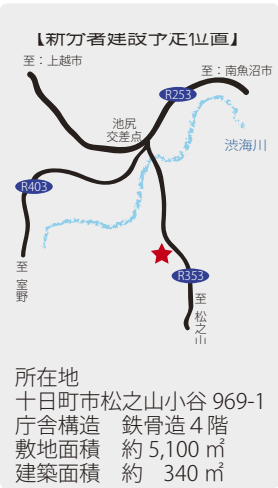 【新分署建設予定位置】
至：上越市
至：南魚沼市
R253
池尻
交差点
渋海川
R403
R353
至 室野
至 松之山
所在地
十日町市松之山小谷 969-1
庁舎構造　鉄骨造４階
敷地面積　約 5,100 ㎡
建築面積　約　340 ㎡